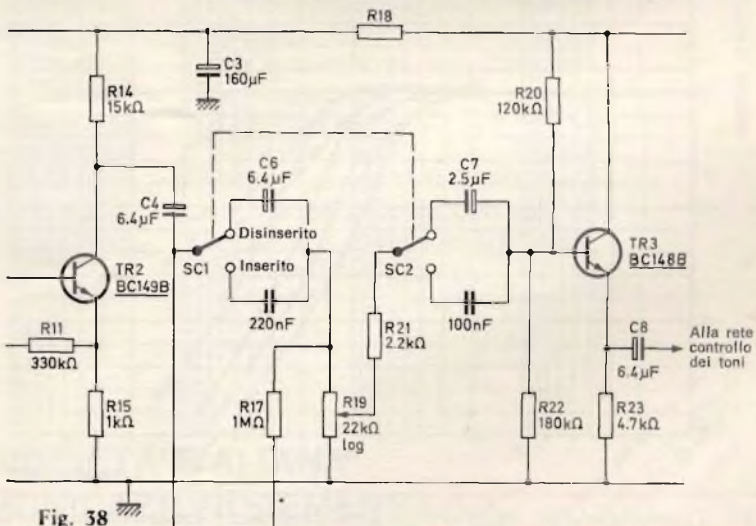 R18
C3
160µF
R14
15kΩ
R20
120kΩ
C6
6.4µF
C7
2.5µF
C4
6.4µF
Disinserito
SC1
Inserito
SC2
TR2
BC149B
TR3
BC148B
220nF
100nF
R21
2.2kΩ
C8
6.4µF
Alla rete
controllo
dei toni
R11
330kΩ
R15
1kΩ
R17
1MΩ
R19
22kΩ
log
R22
180kΩ
R23
4.7kΩ
Fig. 38